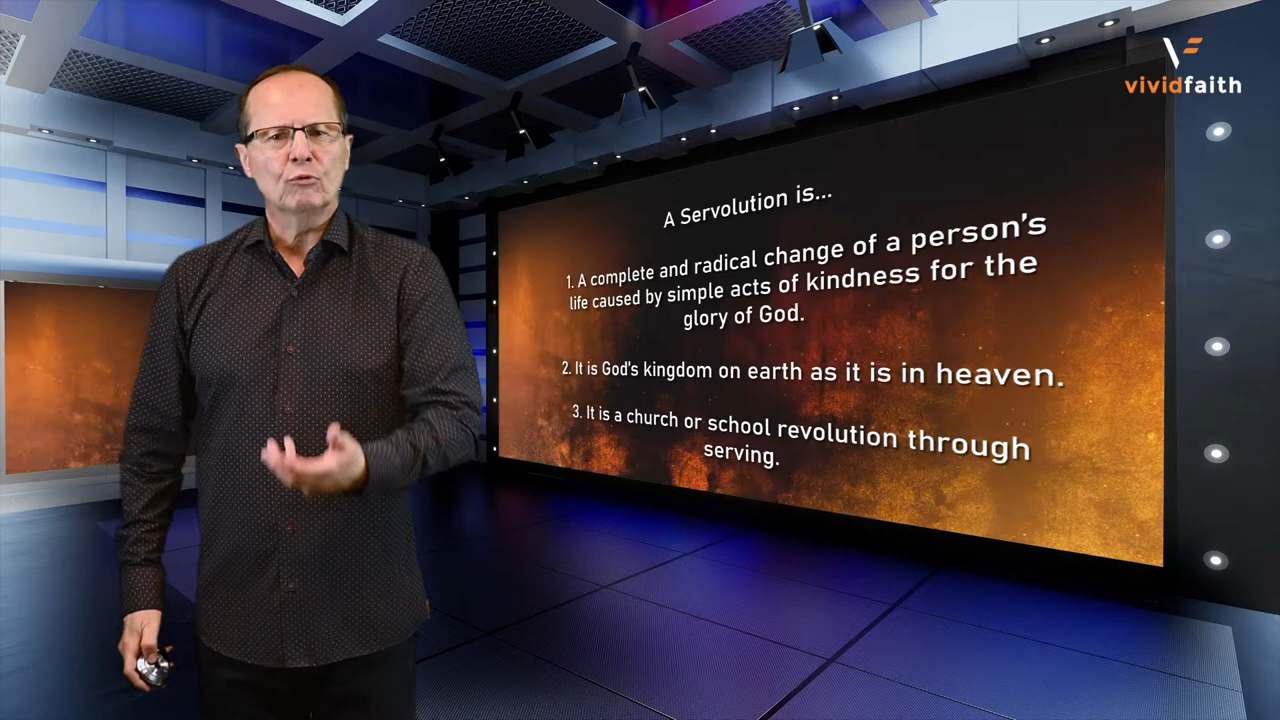 VF
vividfaith
A Servolution is...
1. A complete and radical change of a person's
life caused by simple acts of kindness for the
glory of God.
2. It is God's kingdom on earth as it is in heaven.
3. It is a church or school revolution through
serving.